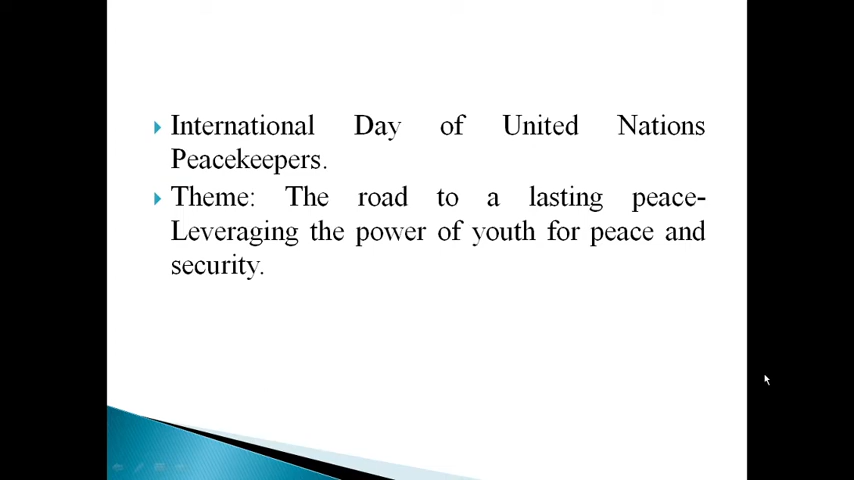 International Day of United Nations
Peacekeepers.
Theme: The road to a lasting peace-
Leveraging the power of youth for peace and
security.